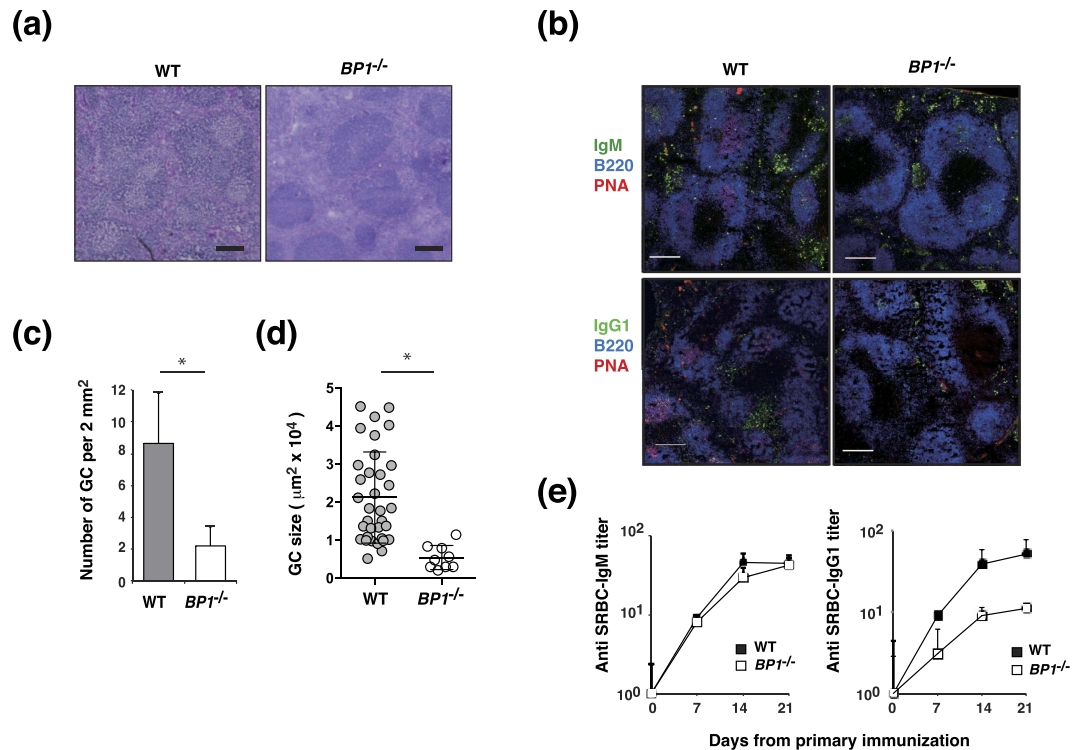 (a)
WT
BP1-/-
(b)
WT
BP1-/-
IgM
B220
PNA
IgG1
B220
PNA
(c)
*
Number of GC per 2 mm2
12
10
8
6
4
2
0
WT
BP1-/-
(d)
*
GC size ( μm2 x 104)
5
4
3
2
1
0
WT
BP1-/-
(e)
Anti SRBC-IgM titer
102
101
100
WT
BP1-/-
0 7 14 21
Anti SRBC-IgG1 titer
102
101
100
WT
BP1-/-
0 7 14 21
Days from primary immunization